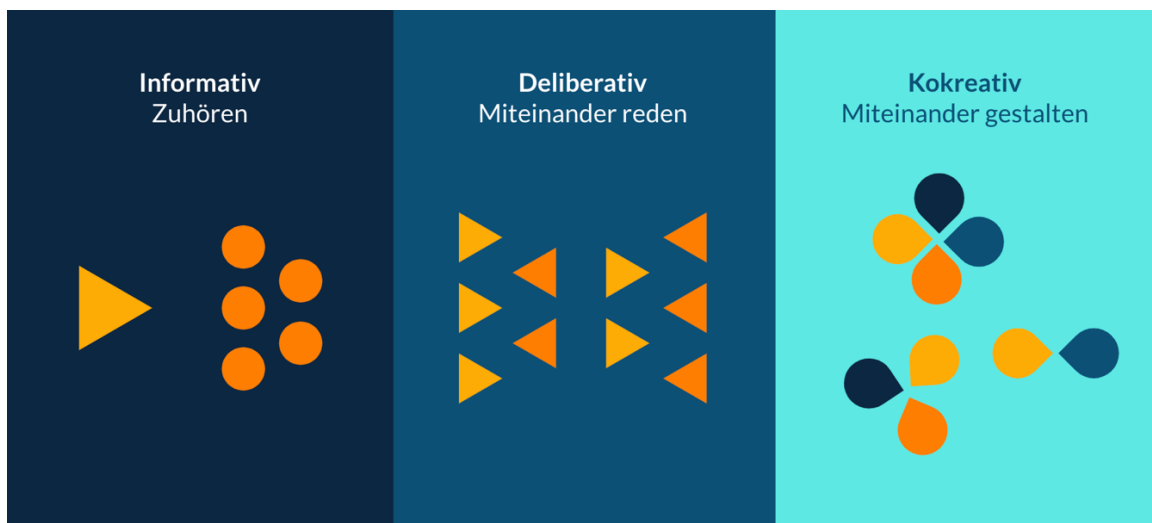 Informativ
Zuhören
Deliberativ
Miteinander reden
Kokreativ
Miteinander gestalten